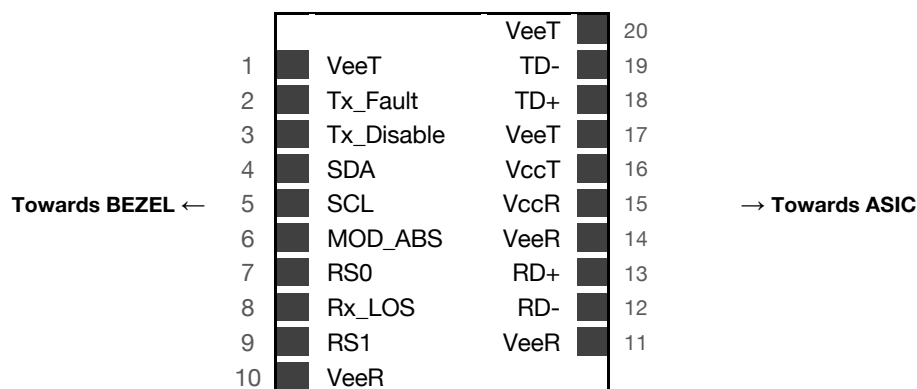 VeeT 20
1 VeeT TD- 19
2 Tx_Fault TD+ 18
3 Tx_Disable VeeT 17
4 SDA VccT 16
Towards BEZEL ← 5 SCL VccR 15 → Towards ASIC
6 MOD_ABS VeeR 14
7 RS0 RD+ 13
8 Rx_LOS RD- 12
9 RS1 VeeR 11
10 VeeR